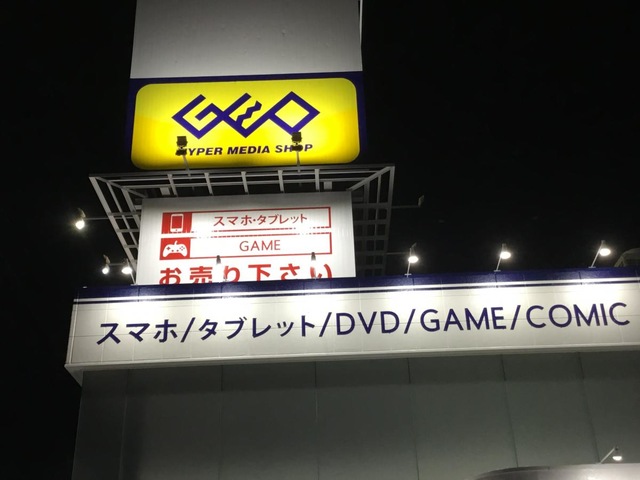 GEO
HYPER MEDIA SHOP
スマホ・タブレット
GAME
お売り下さい
スマホ/タブレット/DVD/GAME/COMIC